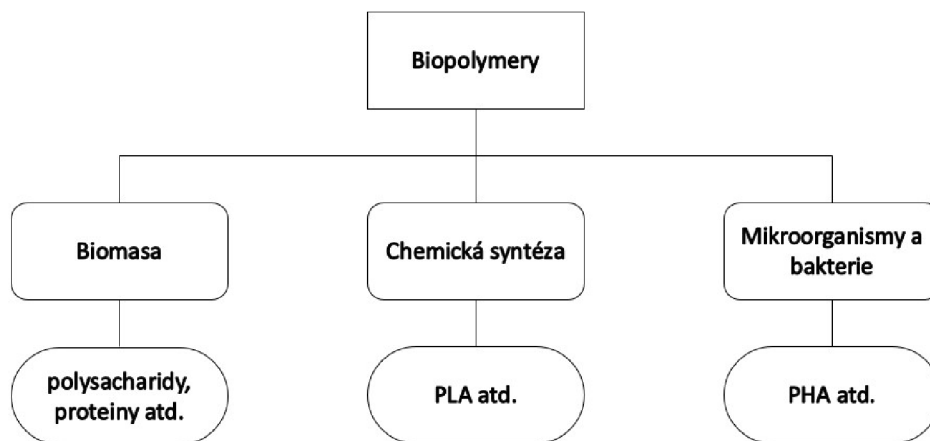 Biopolymery
Biomasa
Chemická syntéza
Mikroorganismy a
bakterie
polysacharidy,
proteiny atd.
PLA atd.
PHA atd.